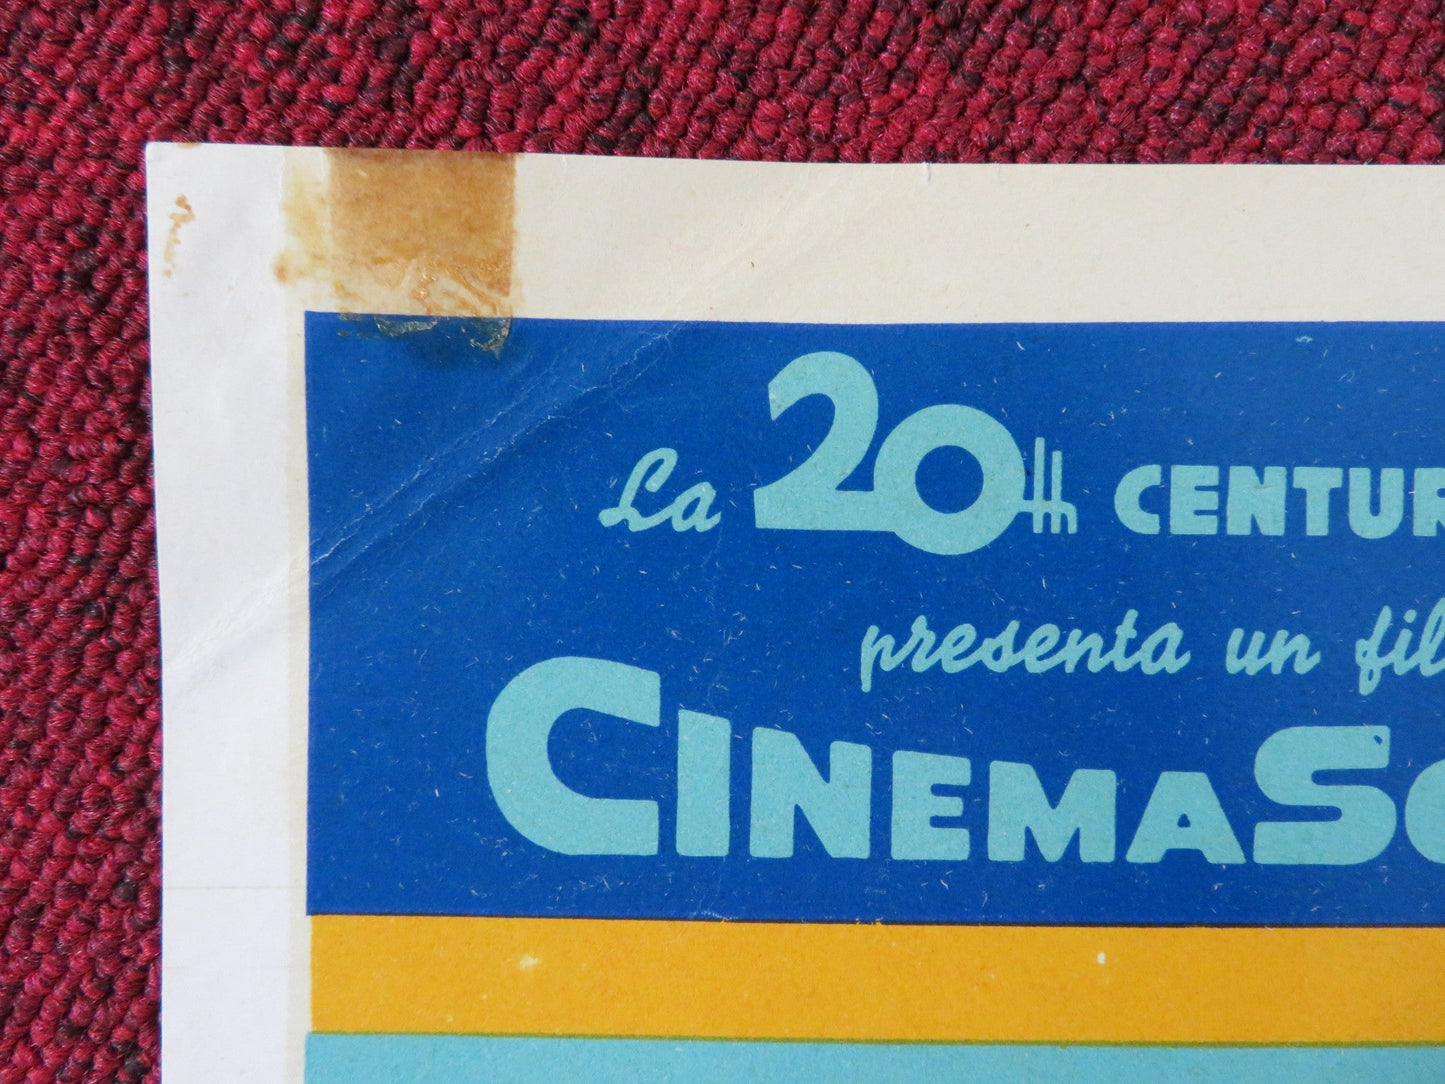 La 20th CENTUR
presenta un fil
CINEMASC